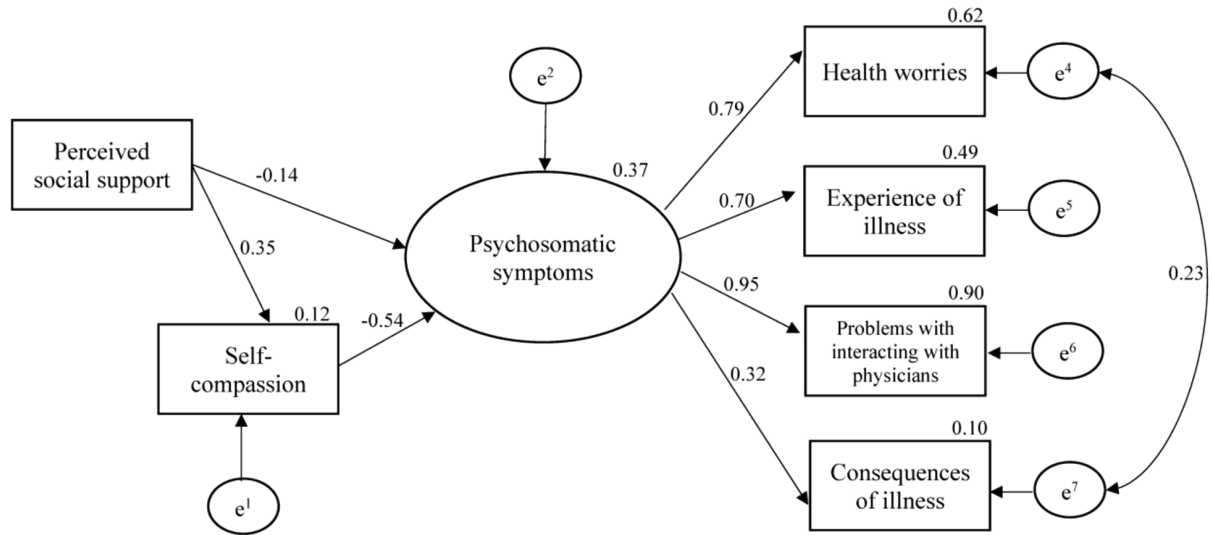 Perceived
social support
-0.14
0.35
0.12
Self-
compassion
e1
-0.54
e2
0.37
Psychosomatic
symptoms
0.79
0.70
0.95
0.32
0.62
Health worries
e4
0.49
Experience of
illness
e5
0.90
Problems with
interacting with
physicians
e6
0.10
Consequences
of illness
e7
0.23